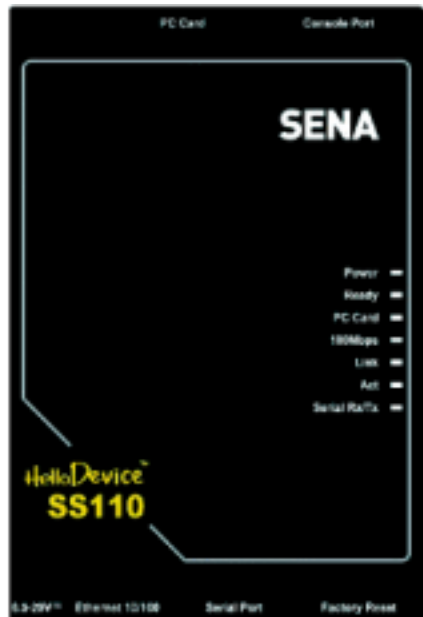 PC Card Console Port
SENA
Power
Ready
PC Card
100Mbps
Link
Act
Serial Rx/Tx
HelloDevice™
SS110
Ethernet 10/100 Serial Port Factory Reset